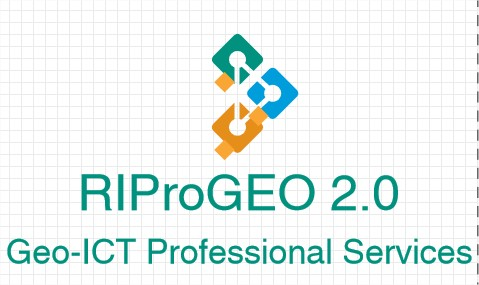 RIProGEO 2.0
Geo-ICT Professional Services